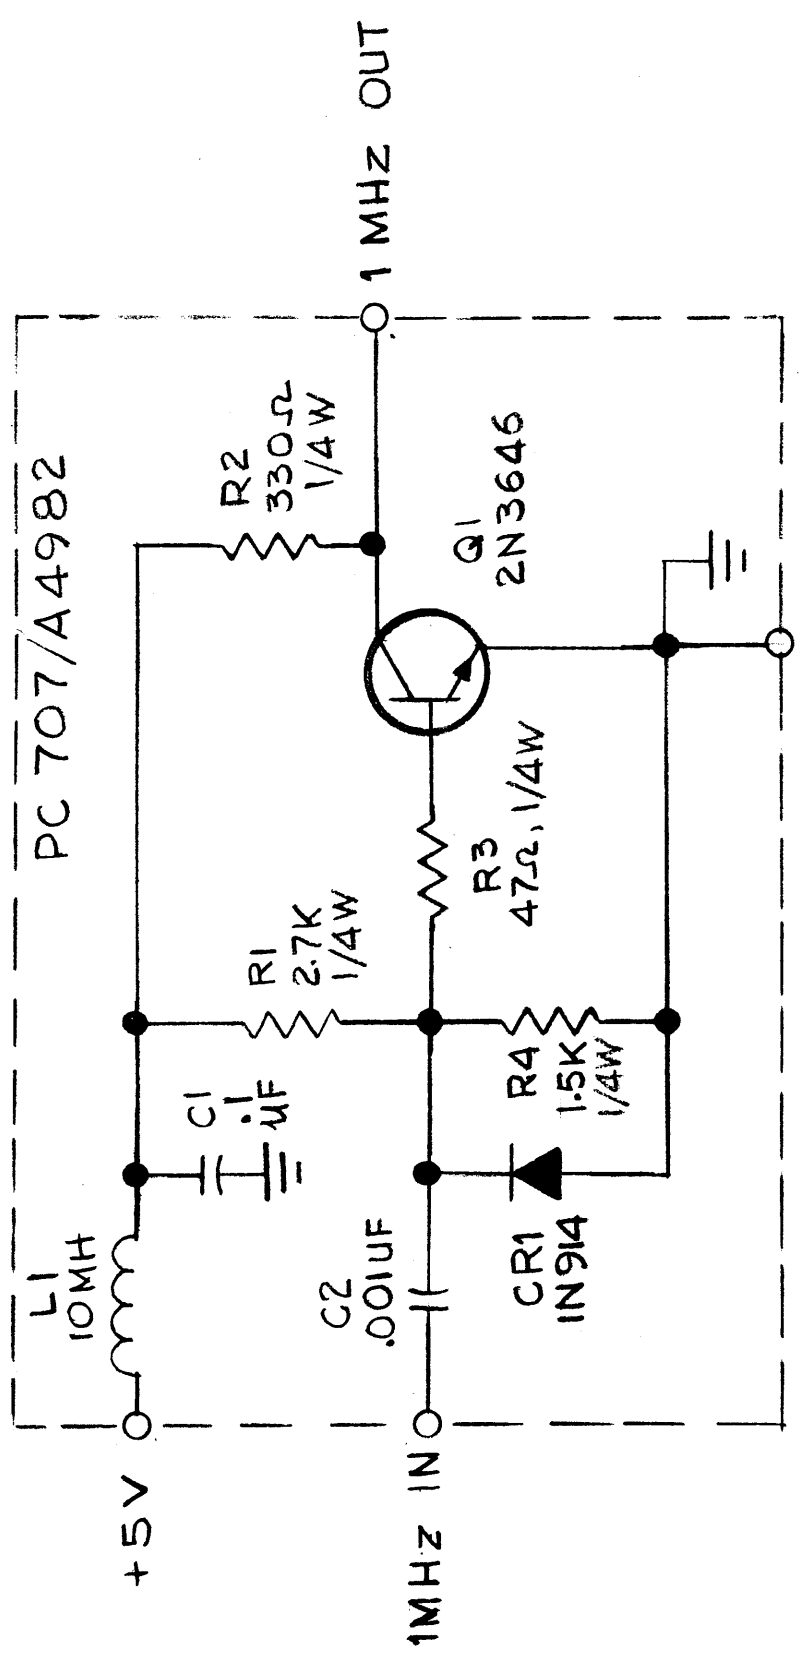 PC 707/A4982
L1
10MH
+5V
C1
.1
uF
R1
2.7K
1/4W
R2
330Ω
1/4W
1 MHz OUT
C2
.001uF
1MHz IN
R3
47Ω, 1/4W
Q1
2N3646
CR1
1N914
R4
1.5K
1/4W